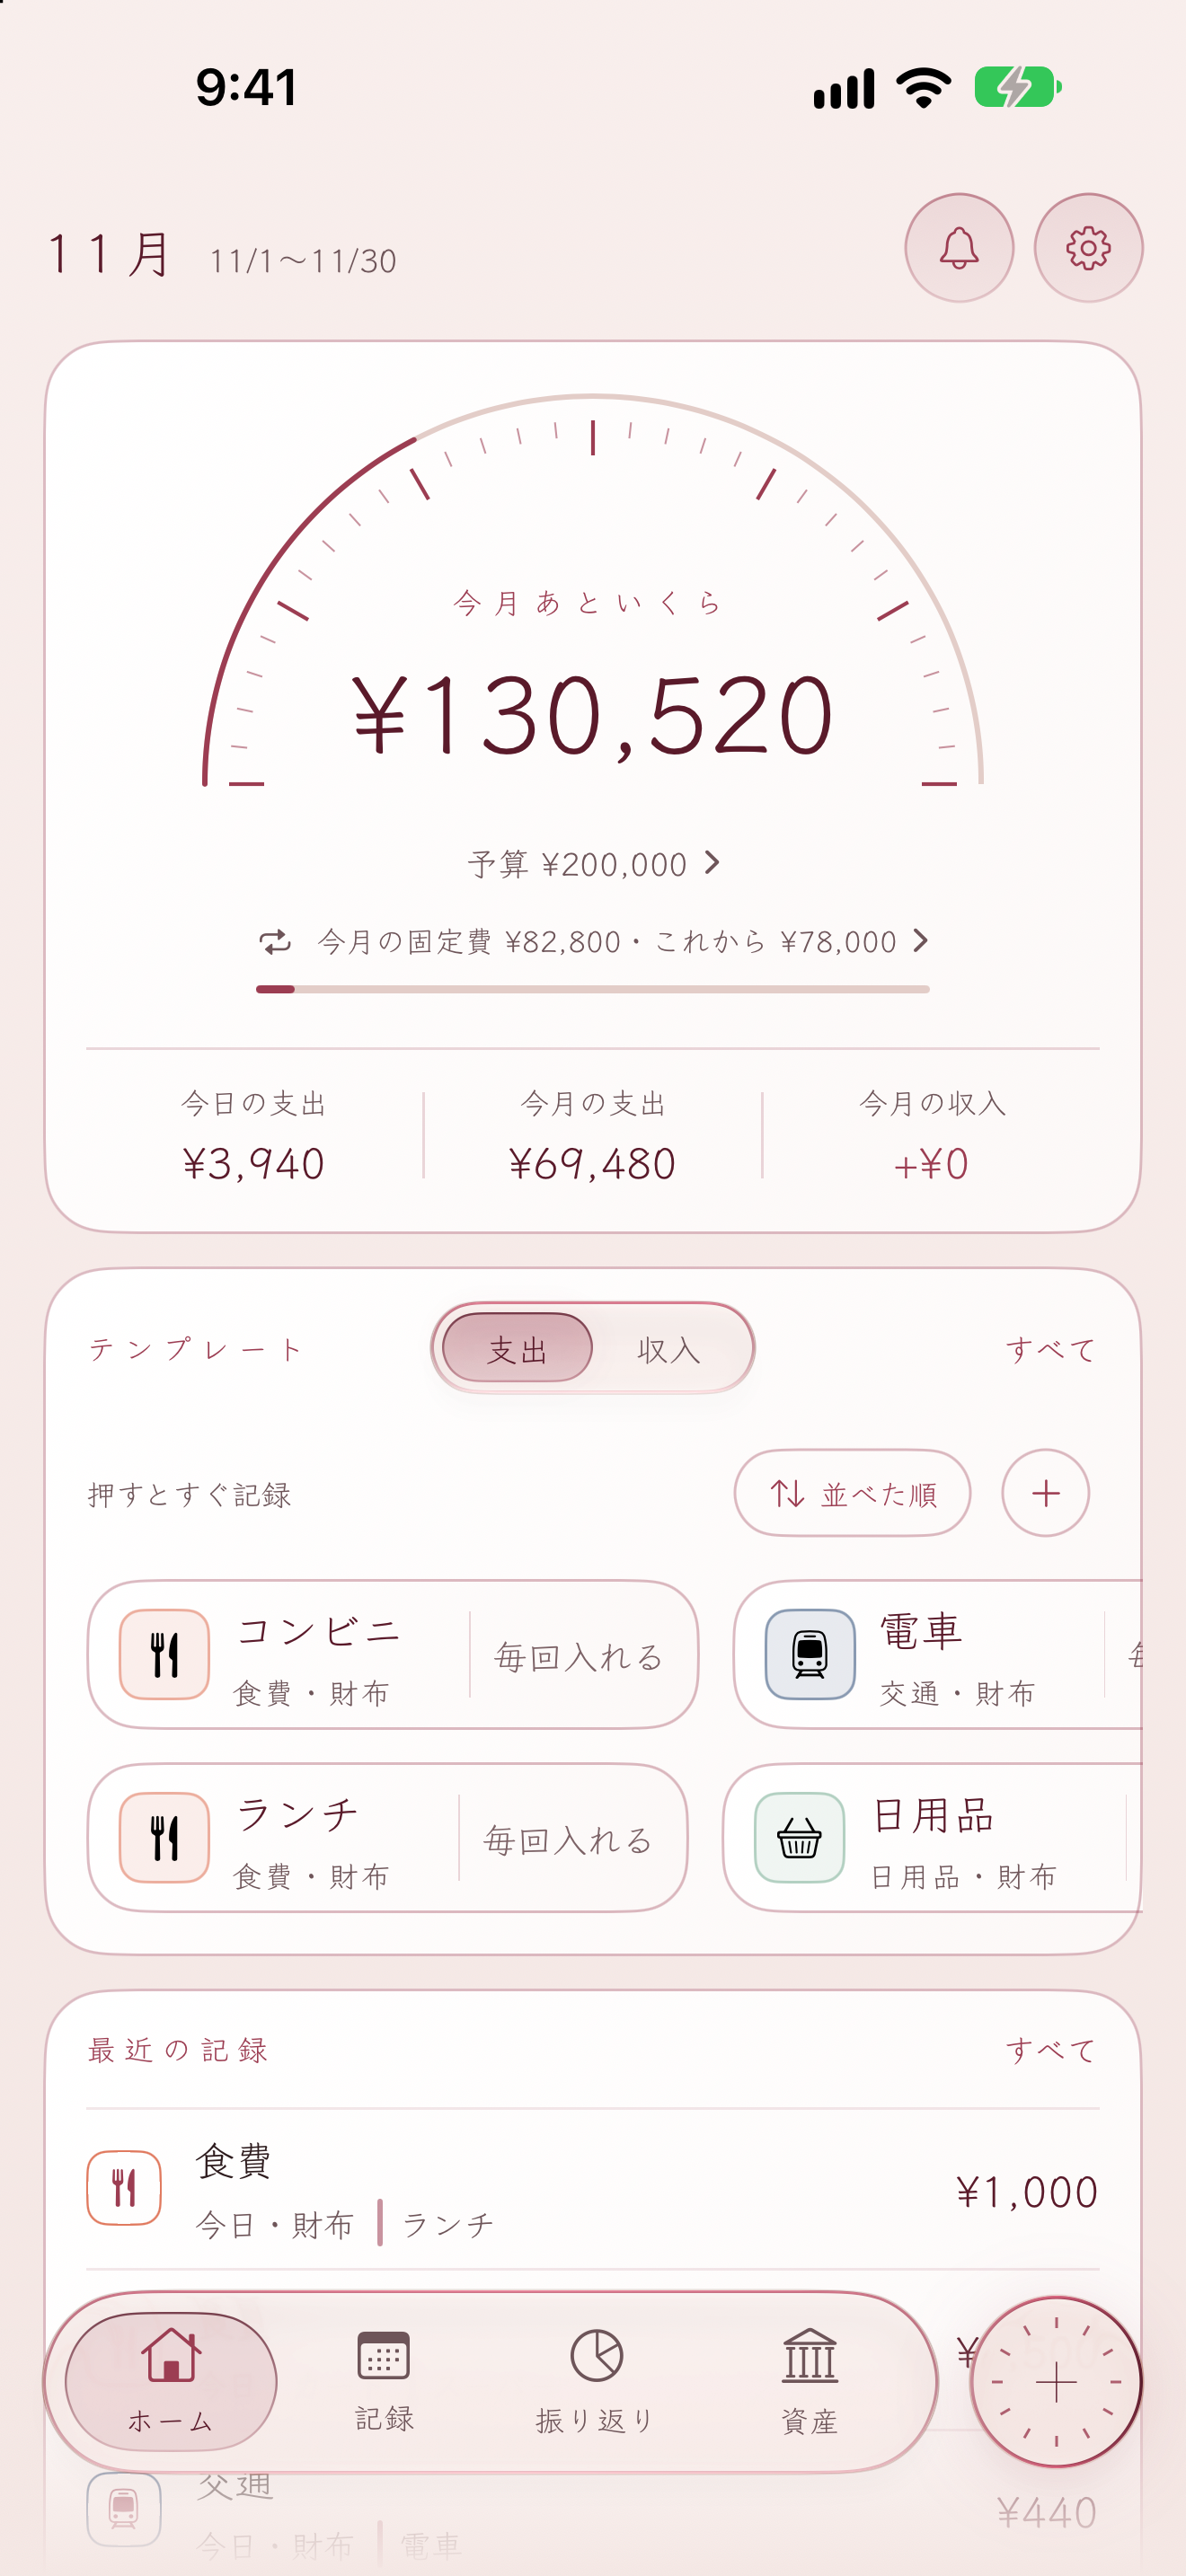 9:41
11月 11/1〜11/30
今月あといくら
¥130,520
予算 ¥200,000
今月の固定費 ¥82,800・これから ¥78,000
今日の支出 今月の支出 今月の収入
¥3,940 ¥69,480 +¥0
テンプレート 支出 収入 すべて
押すとすぐ記録 並べた順
コンビニ 毎回入れる 電車
食費・財布 交通・財布
ランチ 毎回入れる 日用品
食費・財布 日用品・財布
最近の記録 すべて
食費 ¥1,000
今日・財布 ランチ
ホーム 記録 振り返り 資産
交通 ¥440
今日・財布 電車